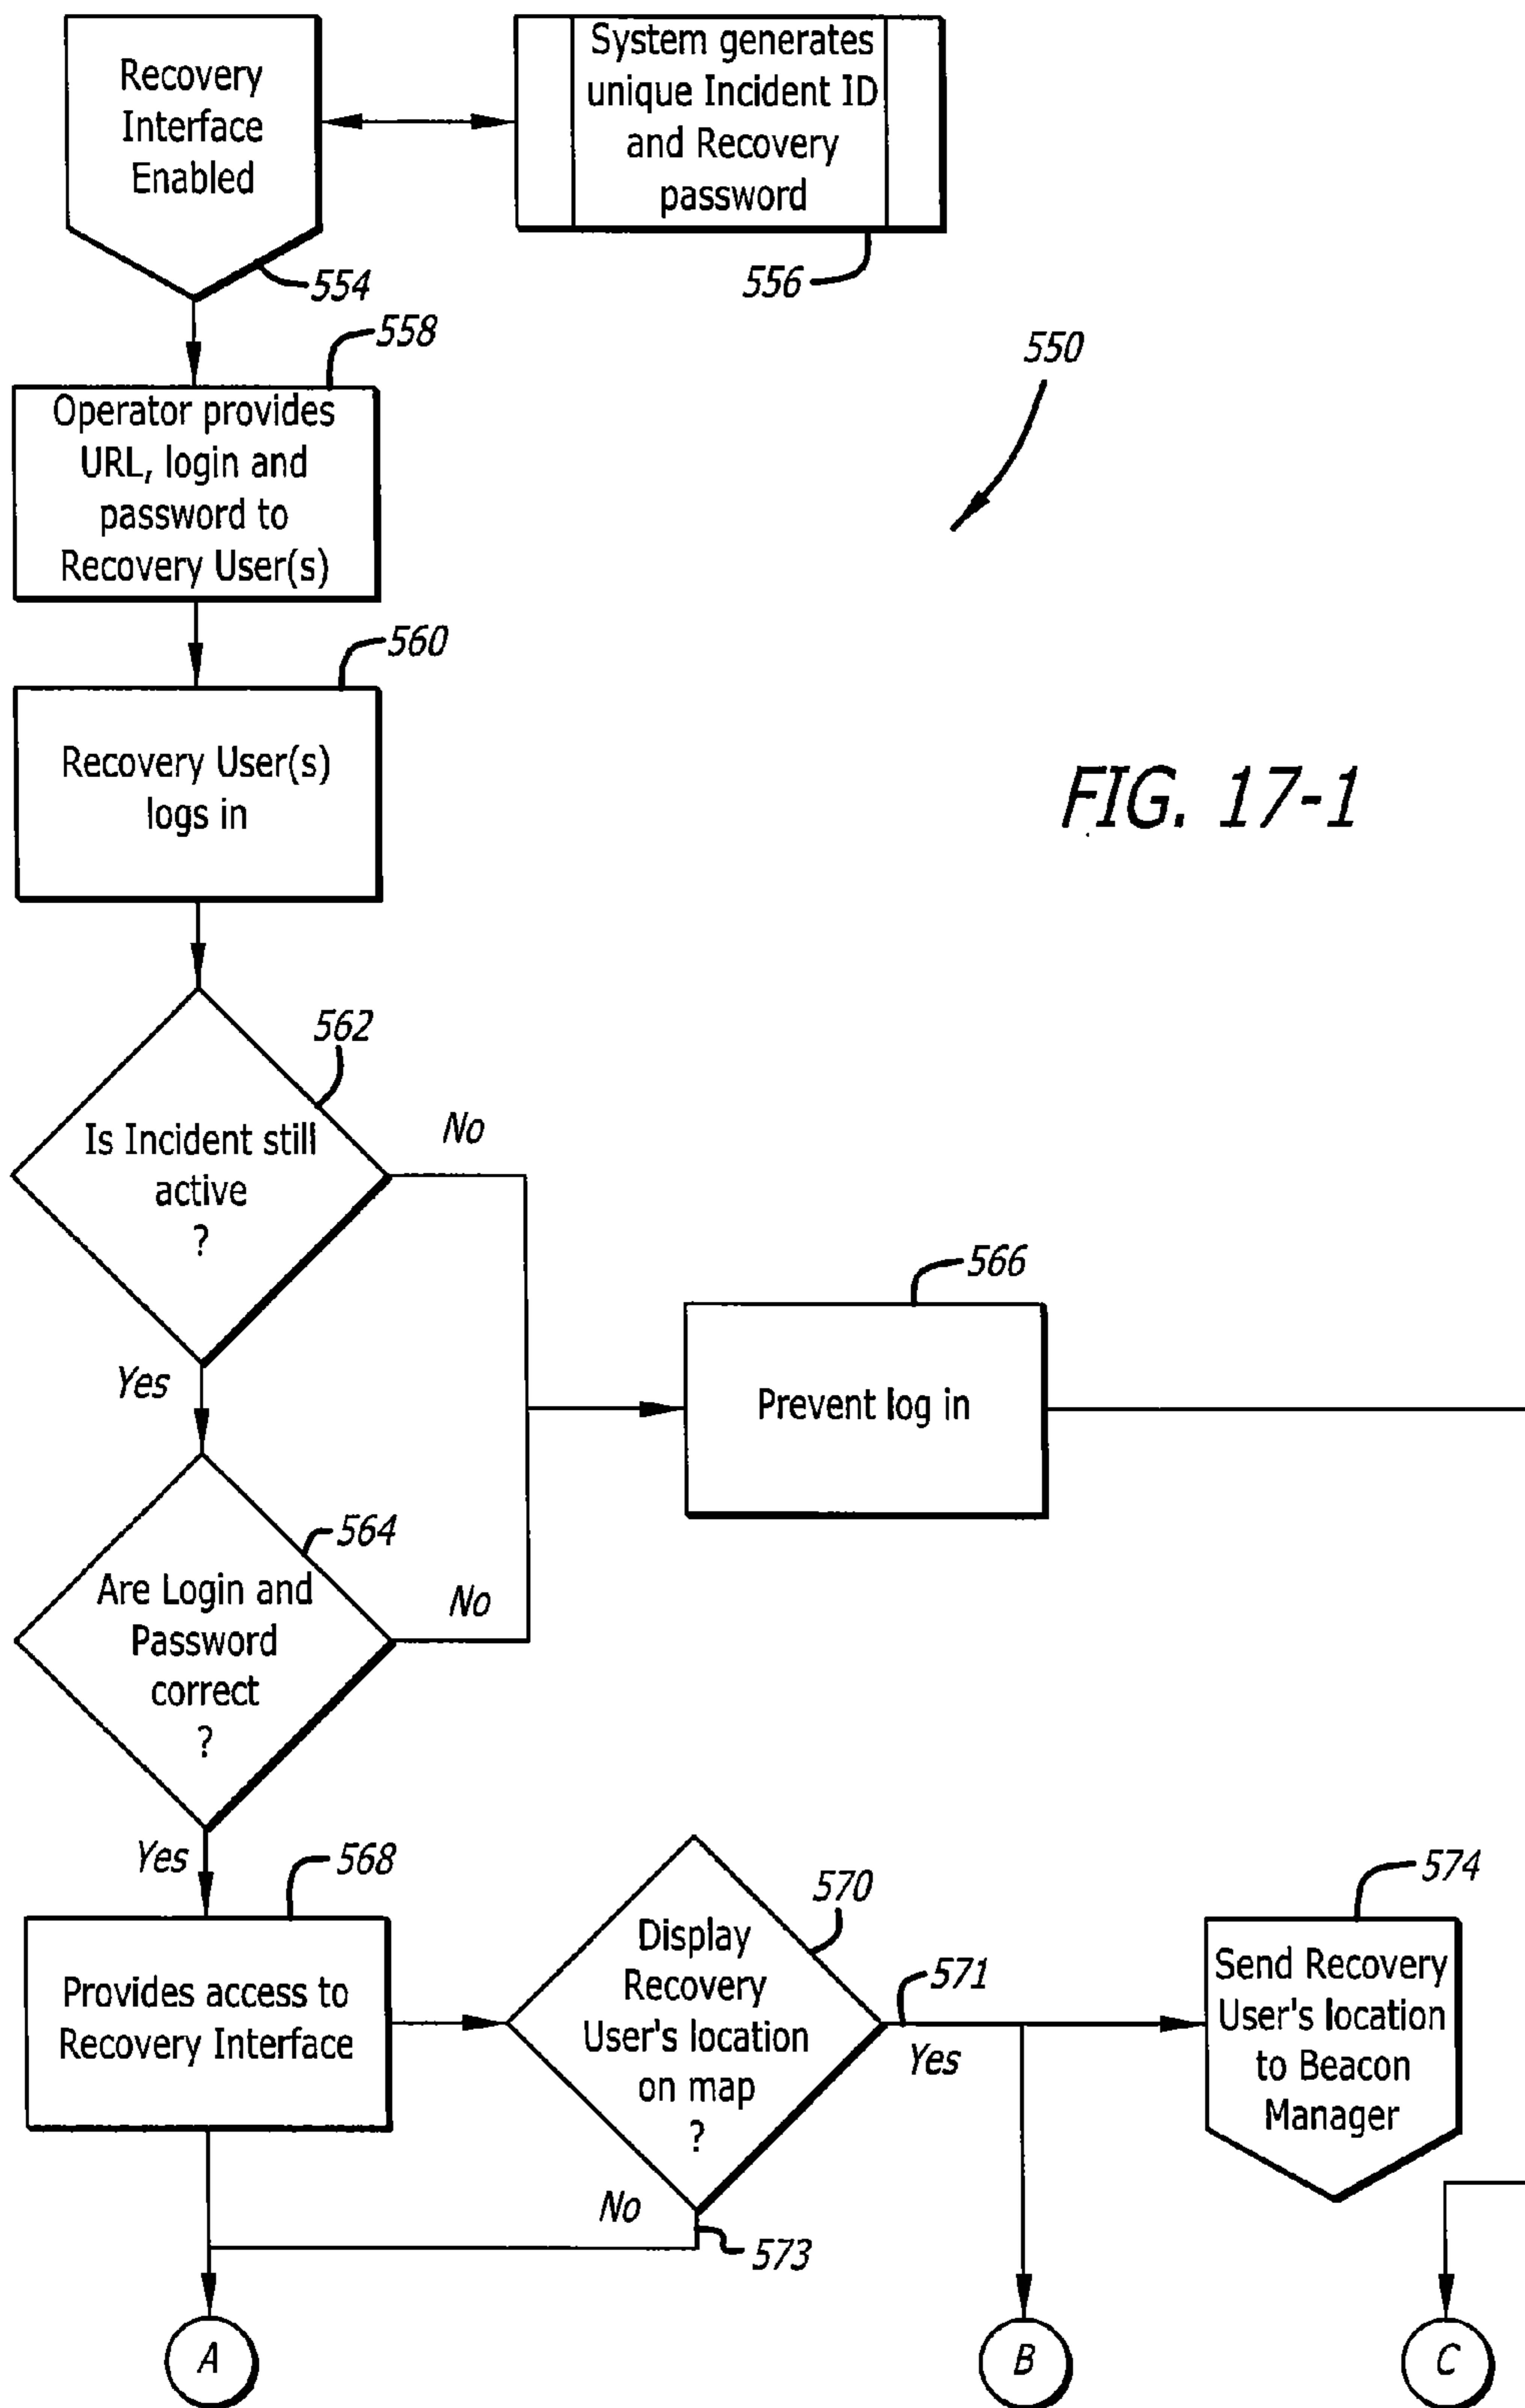 Recovery
Interface
Enabled
554
System generates
unique Incident ID
and Recovery
password
556
558
550
Operator provides
URL, login and
password to
Recovery User(s)
560
Recovery User(s)
logs in
FIG. 17-1
562
Is Incident still
active
?
No
Yes
566
Prevent log in
564
Are Login and
Password
correct
?
No
Yes
568
Provides access to
Recovery Interface
570
Display
Recovery
User's location
on map
?
571
Yes
No
573
574
Send Recovery
User's location
to Beacon
Manager
A
B
C